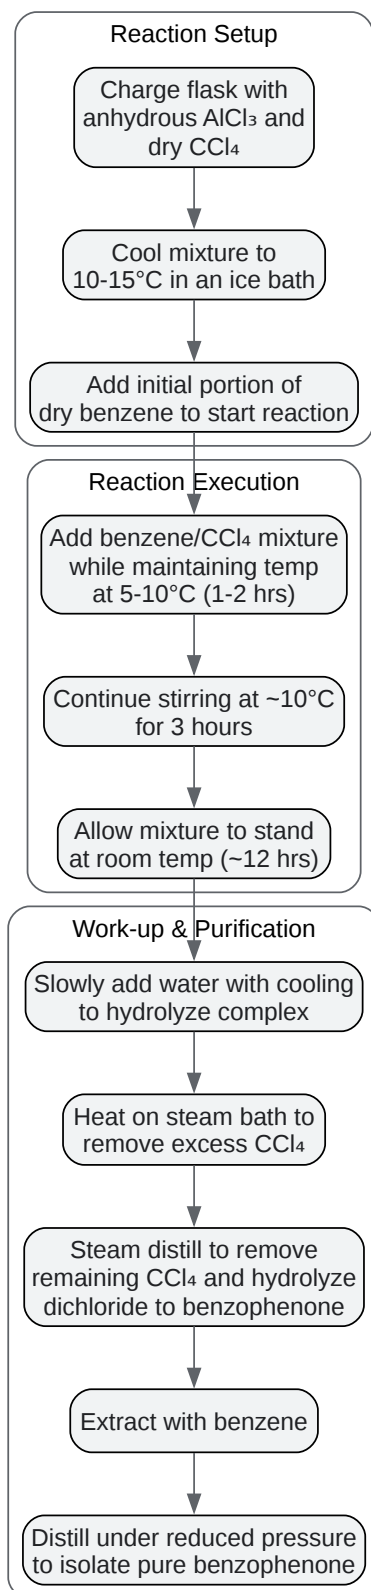 Reaction Setup
Charge flask with
anhydrous AlCl₃ and
dry CCl₄
Cool mixture to
10-15°C in an ice bath
Add initial portion of
dry benzene to start reaction
Reaction Execution
Add benzene/CCl₄ mixture
while maintaining temp
at 5-10°C (1-2 hrs)
Continue stirring at ~10°C
for 3 hours
Allow mixture to stand
at room temp (~12 hrs)
Work-up & Purification
Slowly add water with cooling
to hydrolyze complex
Heat on steam bath to
remove excess CCl₄
Steam distill to remove
remaining CCl₄ and hydrolyze
dichloride to benzophenone
Extract with benzene
Distill under reduced pressure
to isolate pure benzophenone